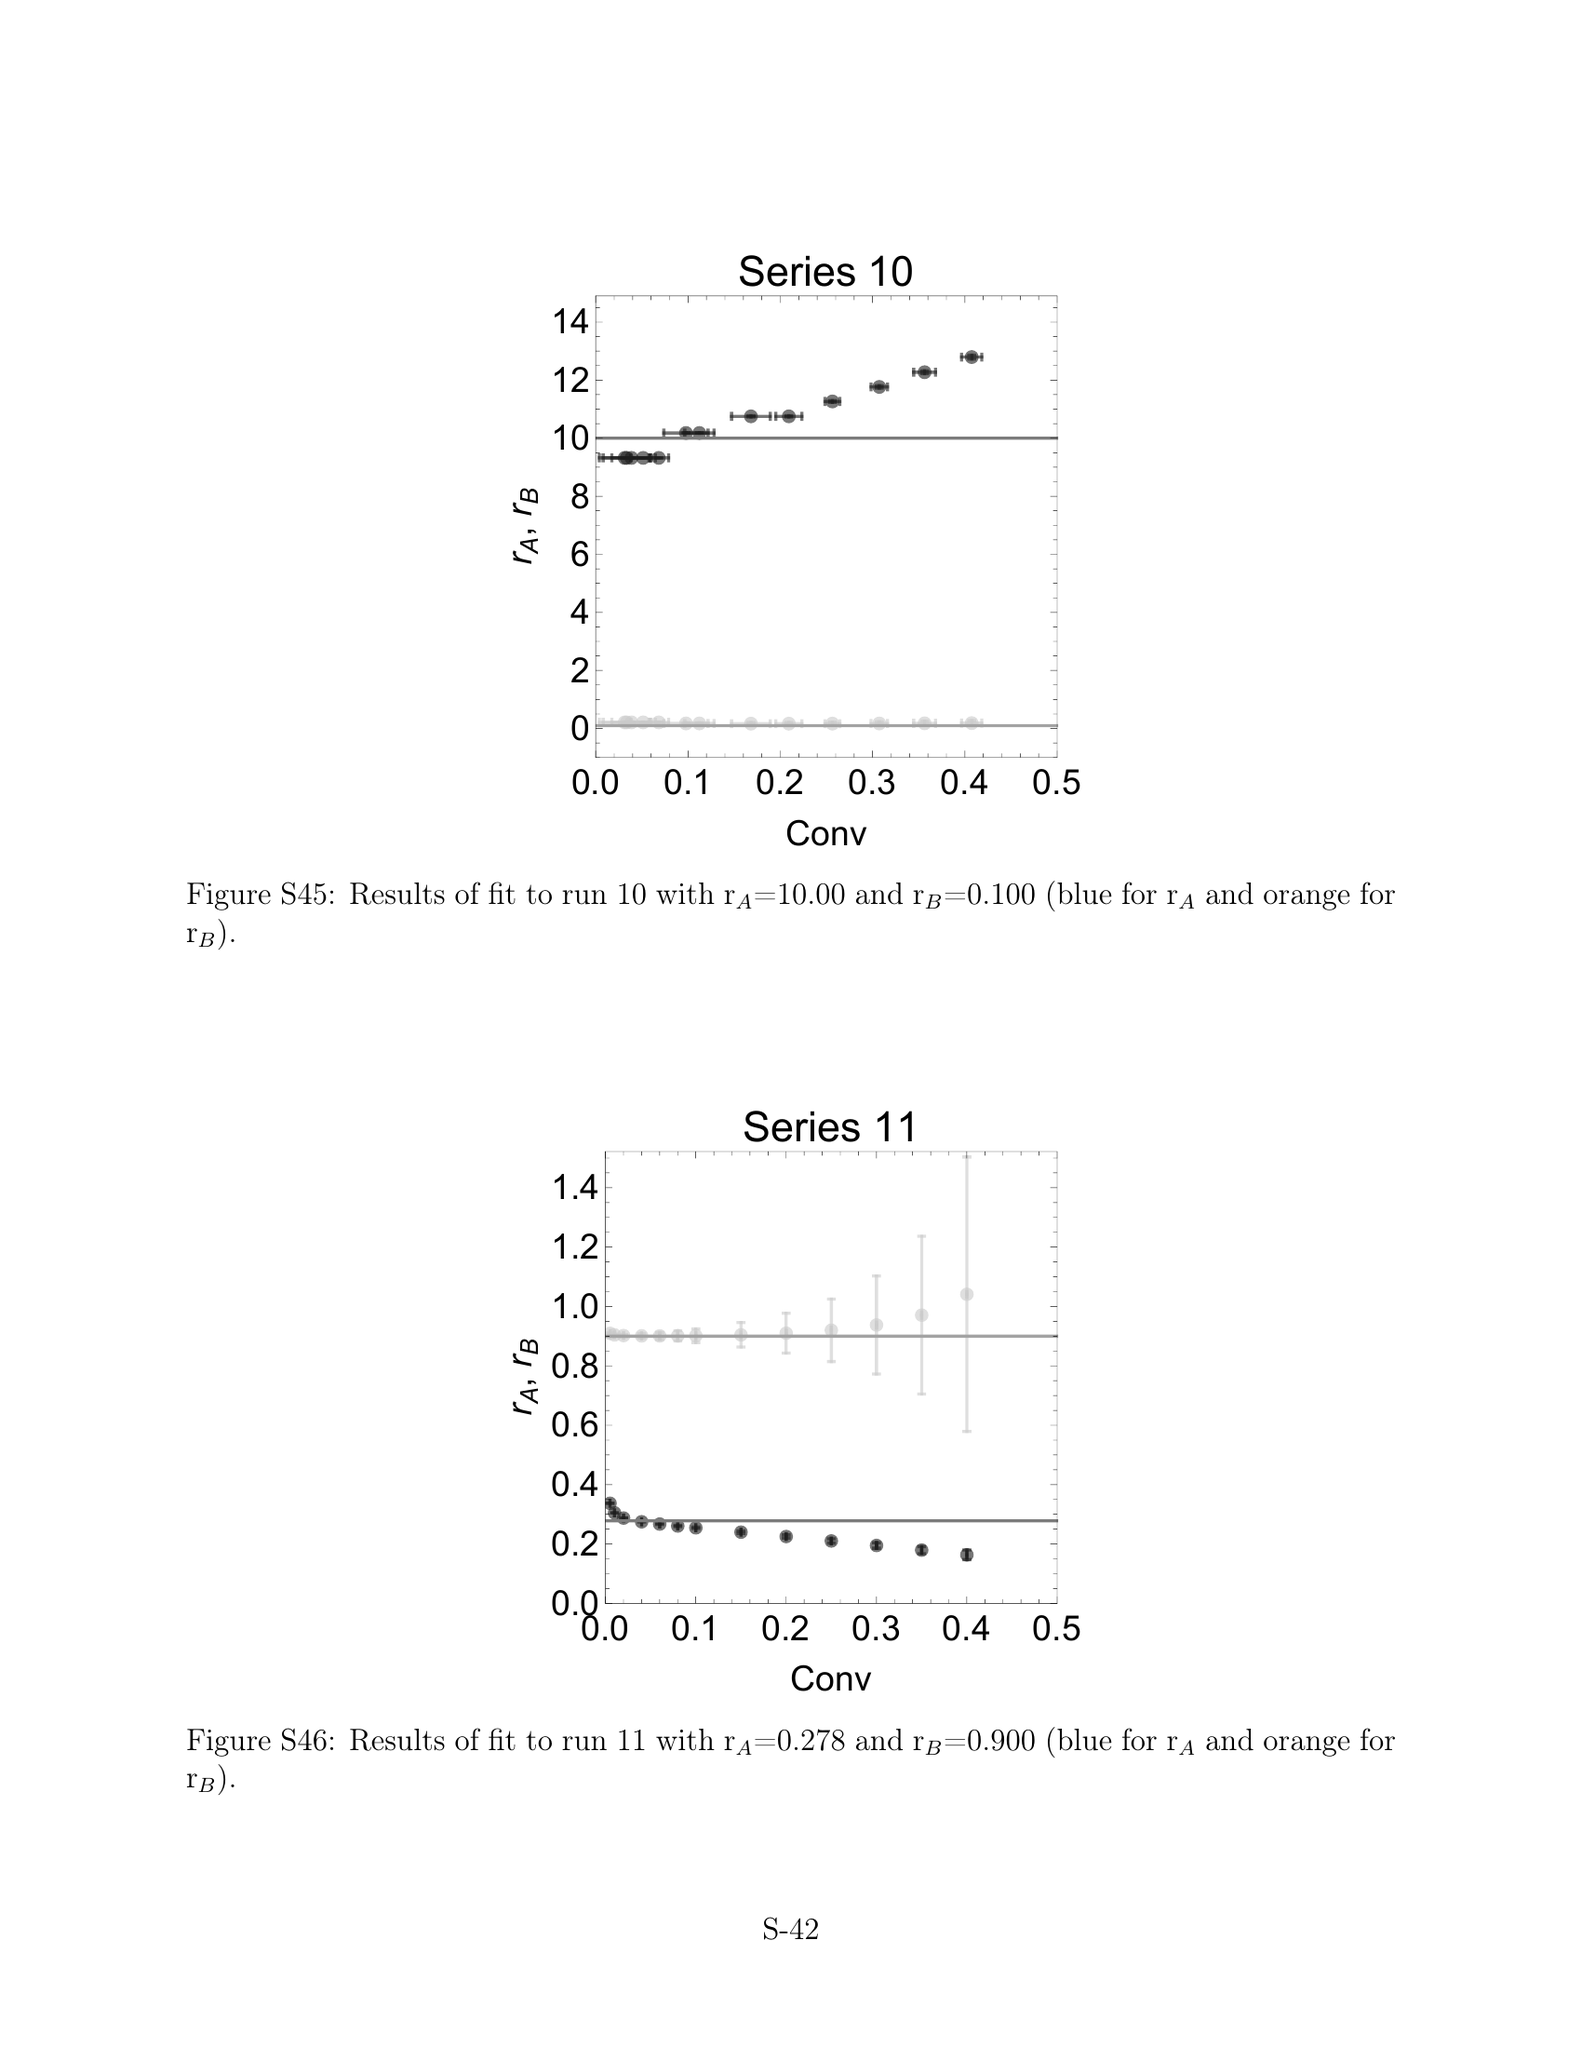 Series 10
14
12
10
8
6
4
2
0
r_A, r_B
0.0 0.1 0.2 0.3 0.4 0.5
Conv
Figure S45: Results of fit to run 10 with r_A=10.00 and r_B=0.100 (blue for r_A and orange for
r_B).
Series 11
1.4
1.2
1.0
0.8
0.6
0.4
0.2
0.0
r_A, r_B
0.0 0.1 0.2 0.3 0.4 0.5
Conv
Figure S46: Results of fit to run 11 with r_A=0.278 and r_B=0.900 (blue for r_A and orange for
r_B).
S-42